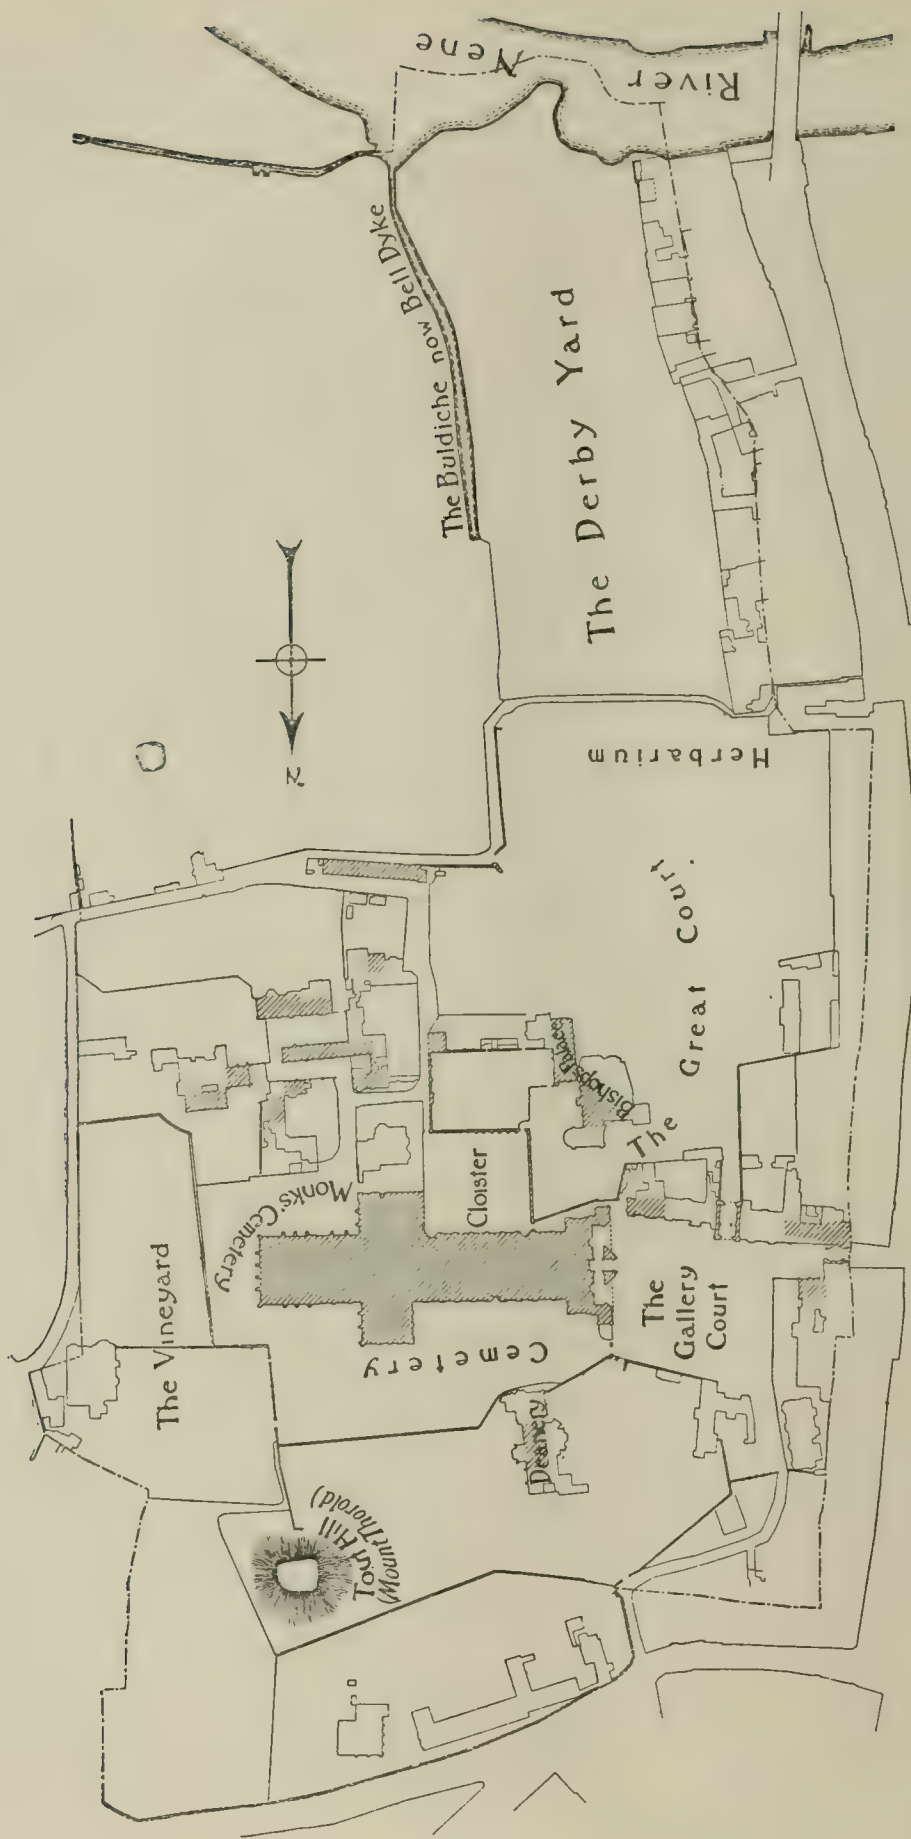 River
Nene
The Buldiche now Bell Dyke
The Derby Yard
N
Herbarium
The
Great Court.
Bishops Palace
Monks' Cemetery
Cloister
The Vineyard
The
Gallery
Court
Cemetery
Deanery
Tout Hill
(Mount Thorold)